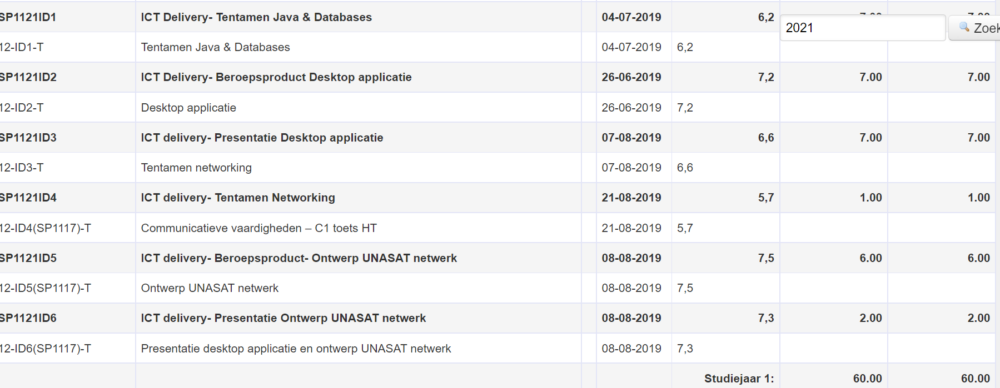 SP1121ID1 ICT Delivery- Tentamen Java & Databases 04-07-2019 6,2
2021 Zoek
12-ID1-T Tentamen Java & Databases 04-07-2019 6,2
SP1121ID2 ICT Delivery- Beroepsproduct Desktop applicatie 26-06-2019 7,2 7.00 7.00
12-ID2-T Desktop applicatie 26-06-2019 7,2
SP1121ID3 ICT delivery- Presentatie Desktop applicatie 07-08-2019 6,6 7.00 7.00
12-ID3-T Tentamen networking 07-08-2019 6,6
SP1121ID4 ICT delivery- Tentamen Networking 21-08-2019 5,7 1.00 1.00
12-ID4(SP1117)-T Communicatieve vaardigheden – C1 toets HT 21-08-2019 5,7
SP1121ID5 ICT delivery- Beroepsproduct- Ontwerp UNASAT netwerk 08-08-2019 7,5 6.00 6.00
12-ID5(SP1117)-T Ontwerp UNASAT netwerk 08-08-2019 7,5
SP1121ID6 ICT delivery- Presentatie Ontwerp UNASAT netwerk 08-08-2019 7,3 2.00 2.00
12-ID6(SP1117)-T Presentatie desktop applicatie en ontwerp UNASAT netwerk 08-08-2019 7,3
Studiejaar 1: 60.00 60.00